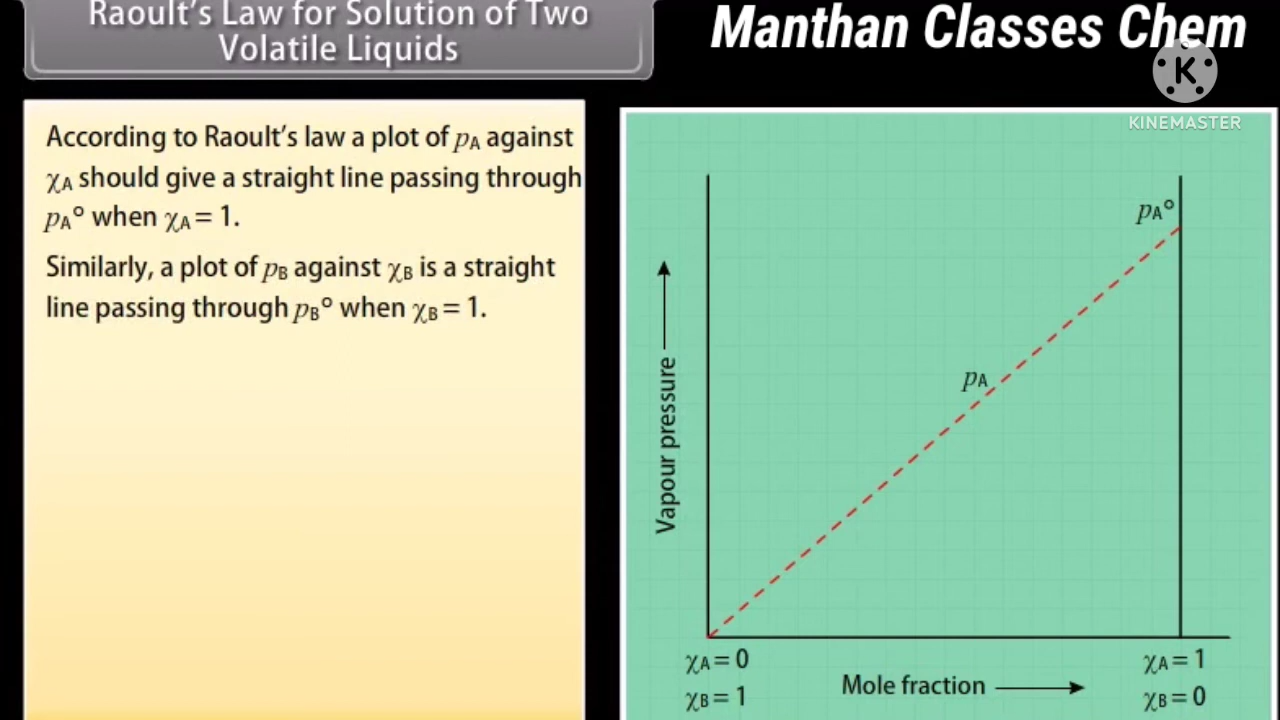 Raoult's Law for Solution of Two
Volatile Liquids
Manthan Classes Chem
K
KINEMASTER
According to Raoult's law a plot of pA against
χA should give a straight line passing through
pA° when χA = 1.
Similarly, a plot of pB against χB is a straight
line passing through pB° when χB = 1.
pA°
pA
Vapour pressure
χA = 0
χB = 1
Mole fraction
χA = 1
χB = 0